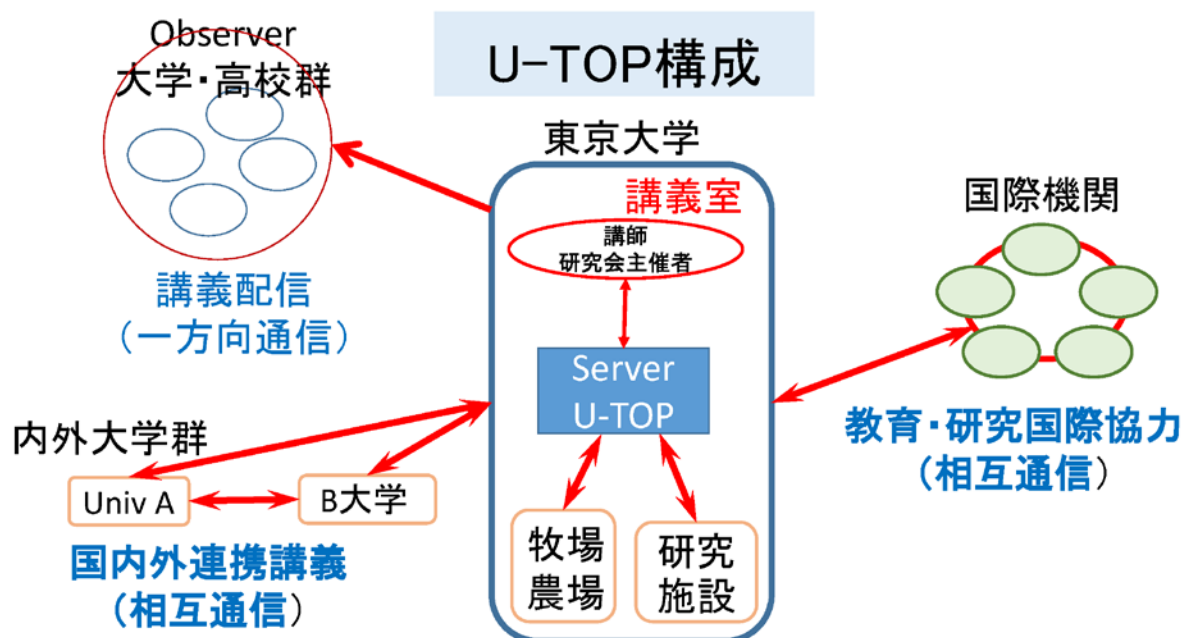 U-TOP構成
Observer
大学・高校群
講義配信
(一方向通信)
東京大学
講義室
講師
研究会主催者
Server
U-TOP
牧場
農場
研究
施設
国際機関
教育・研究国際協力
(相互通信)
内外大学群
Univ A
B大学
国内外連携講義
(相互通信)